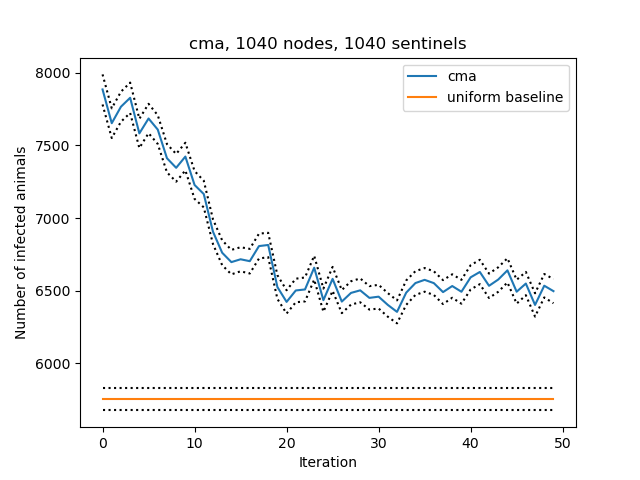 cma, 1040 nodes, 1040 sentinels
cma
uniform baseline
Number of infected animals
8000
7500
7000
6500
6000
0 10 20 30 40 50
Iteration